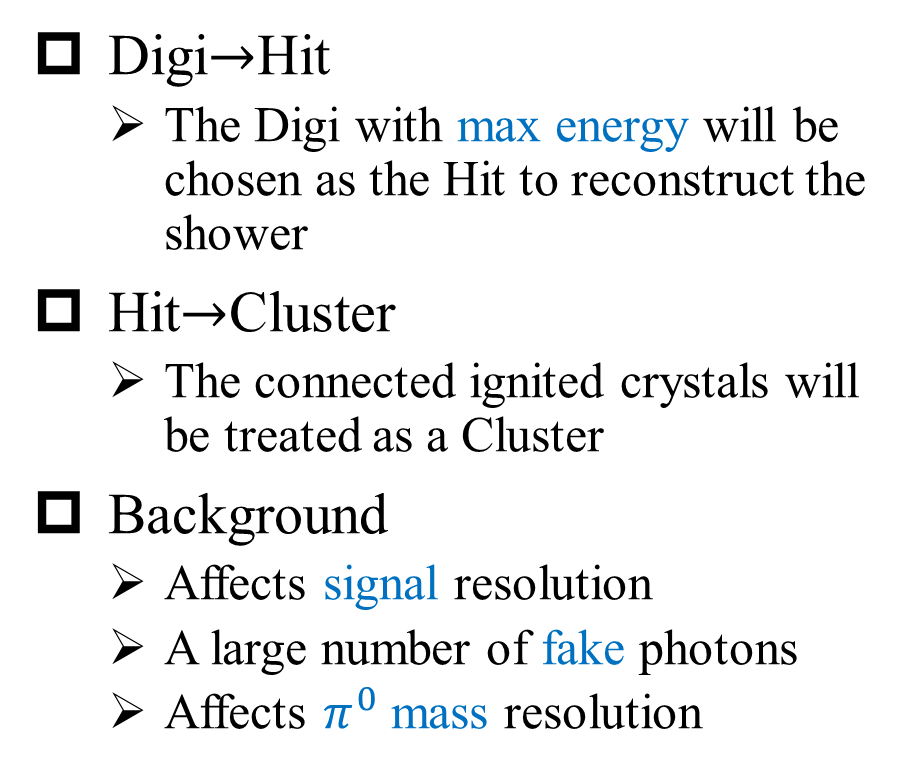 Digi→Hit
The Digi with max energy will be
chosen as the Hit to reconstruct the
shower
Hit→Cluster
The connected ignited crystals will
be treated as a Cluster
Background
Affects signal resolution
A large number of fake photons
Affects π⁰ mass resolution